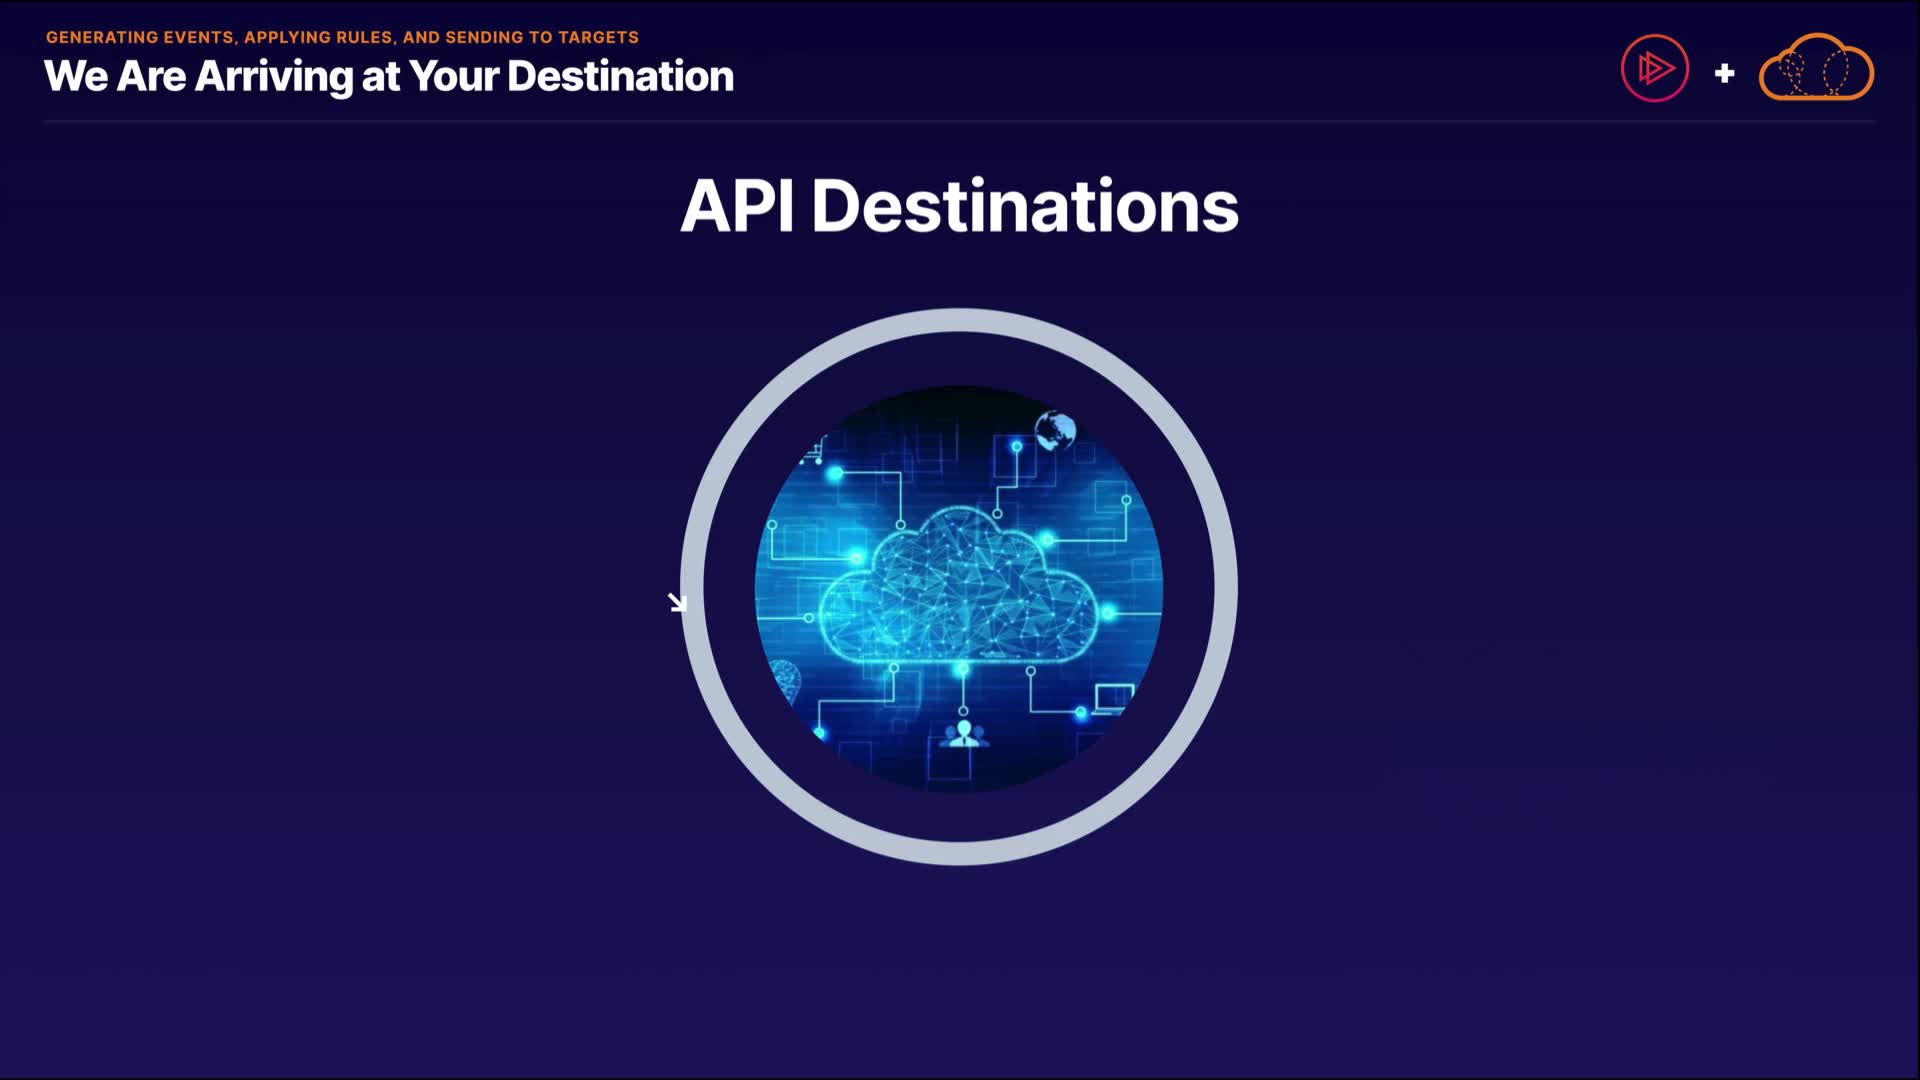 GENERATING EVENTS, APPLYING RULES, AND SENDING TO TARGETS
We Are Arriving at Your Destination
API Destinations